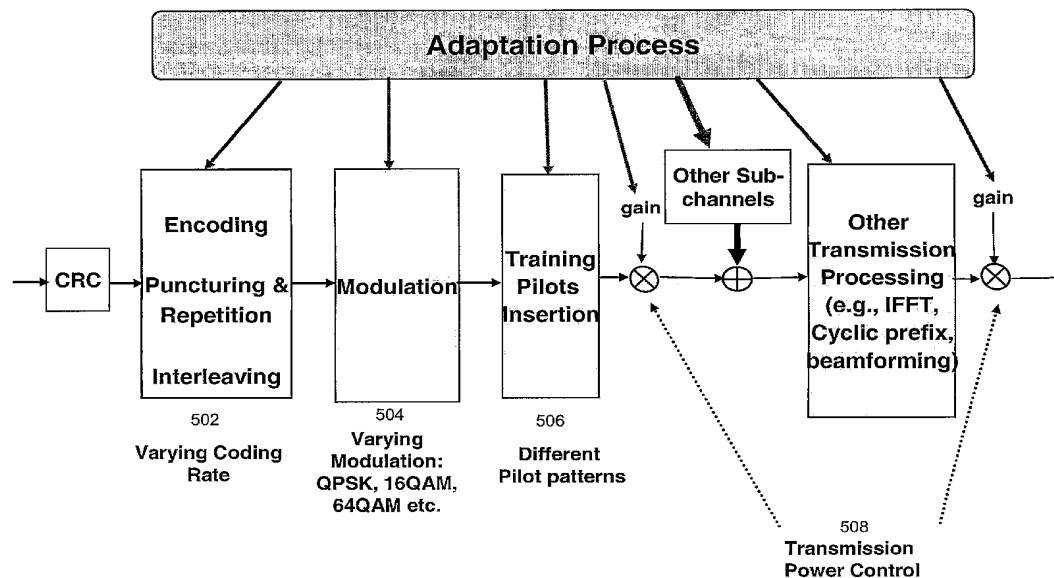 Adaptation Process
CRC
Encoding
Puncturing &
Repetition
Interleaving
Modulation
Training
Pilots
Insertion
gain
Other Sub-
channels
Other
Transmission
Processing
(e.g., IFFT,
Cyclic prefix,
beamforming)
gain
502
Varying Coding
Rate
504
Varying
Modulation:
QPSK, 16QAM,
64QAM etc.
506
Different
Pilot patterns
508
Transmission
Power Control